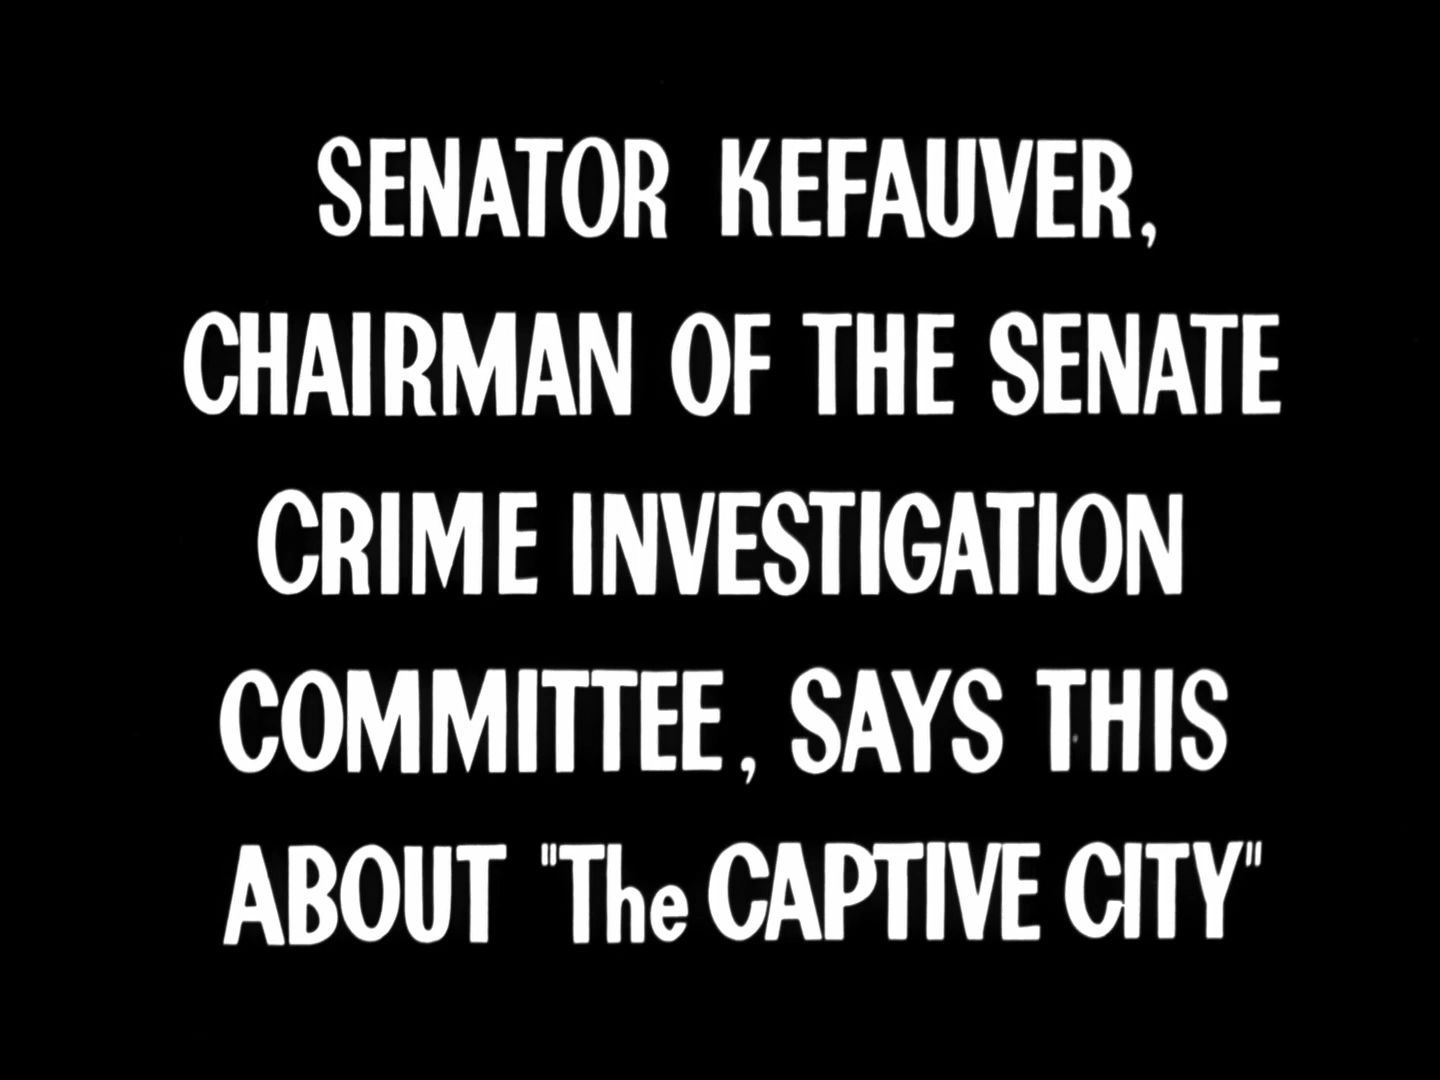 SENATOR KEFAUVER,
CHAIRMAN OF THE SENATE
CRIME INVESTIGATION
COMMITTEE, SAYS THIS
ABOUT "The CAPTIVE CITY"